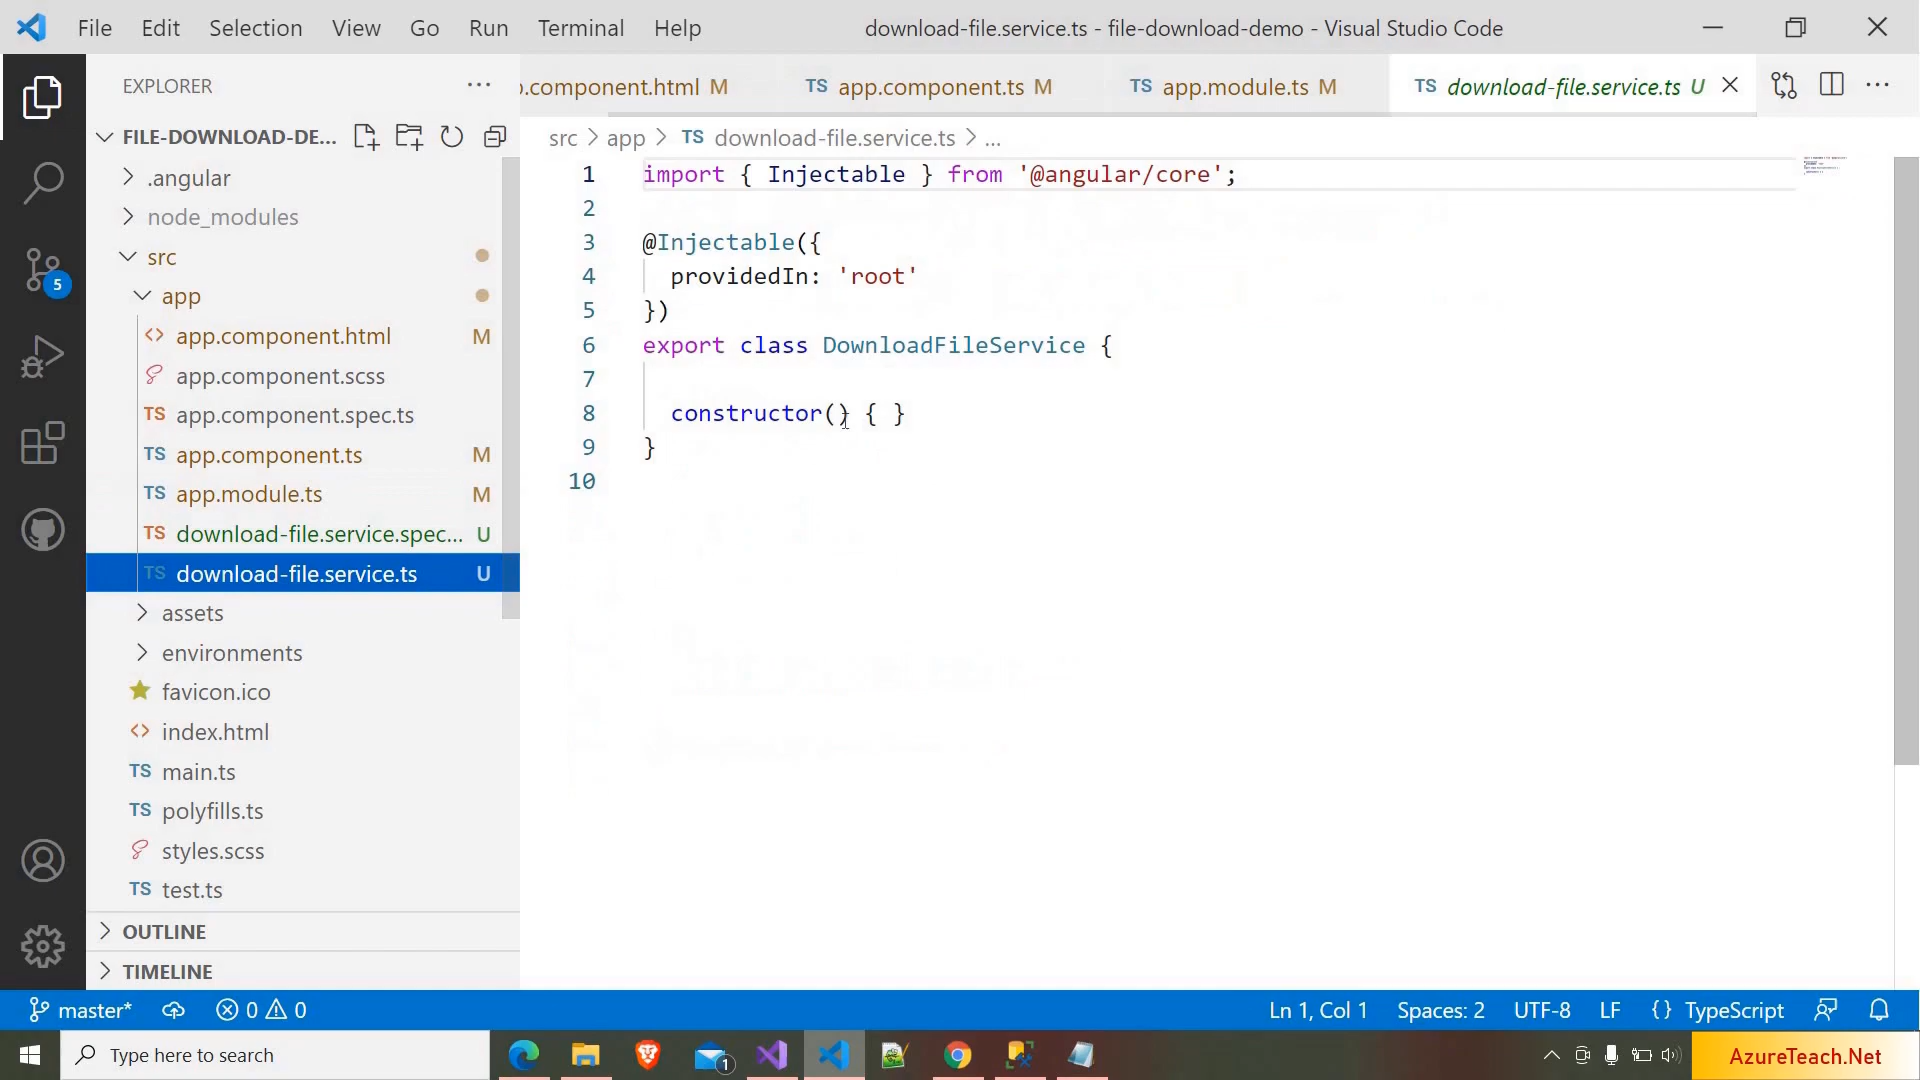 File Edit Selection View Go Run Terminal Help download-file.service.ts - file-download-demo - Visual Studio Code
EXPLORER
.component.html M TS app.component.ts M TS app.module.ts M TS download-file.service.ts U
FILE-DOWNLOAD-DE...
src > app > TS download-file.service.ts > ...
.angular
node_modules
src
app
app.component.html M
app.component.scss
TS app.component.spec.ts
TS app.component.ts M
TS app.module.ts M
TS download-file.service.spec... U
TS download-file.service.ts U
assets
environments
favicon.ico
index.html
TS main.ts
TS polyfills.ts
styles.scss
TS test.ts
OUTLINE
TIMELINE
5
1 import { Injectable } from '@angular/core';
2
3 @Injectable({
4 providedIn: 'root'
5 })
6 export class DownloadFileService {
7
8 constructor() { }
9 }
10
master* 0 0 Ln 1, Col 1 Spaces: 2 UTF-8 LF {} TypeScript
Type here to search 1 AzureTeach.Net